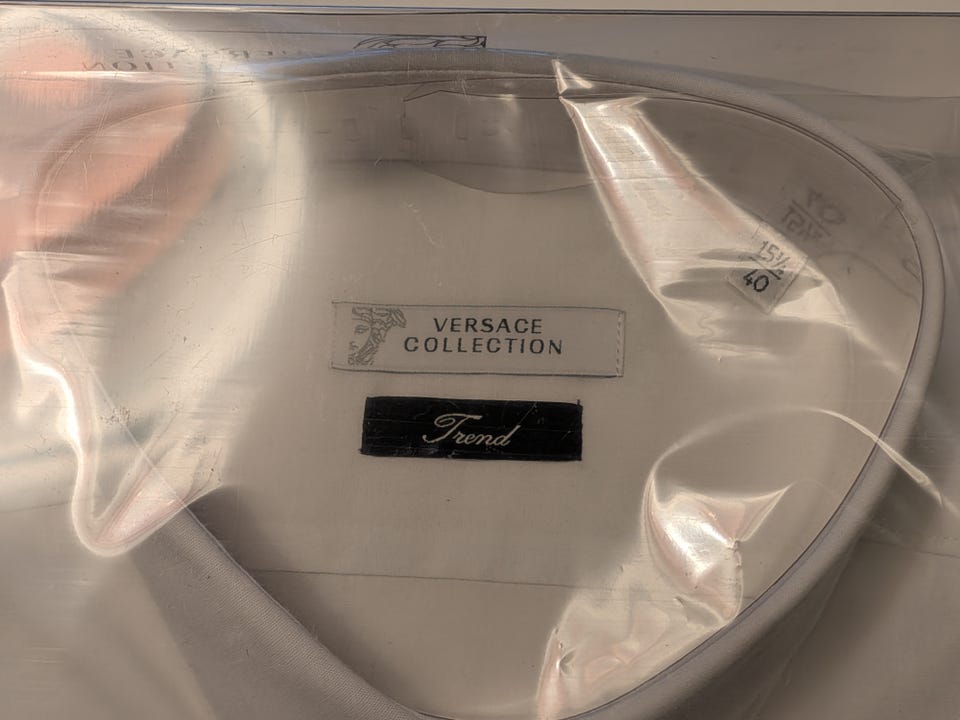 VERSACE
COLLECTION
Trend
15½
40